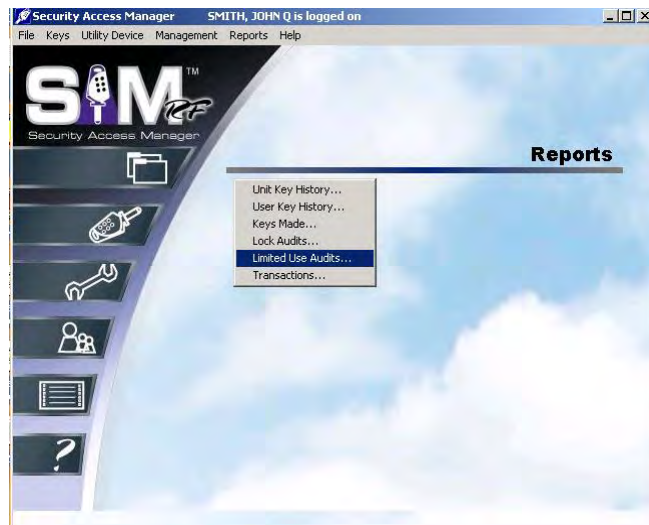 Security Access Manager SMITH, JOHN Q is logged on
File Keys Utility Device Management Reports Help
SAM TM
RF
Security Access Manager
Reports
Unit Key History...
User Key History...
Keys Made...
Lock Audits...
Limited Use Audits...
Transactions...
?